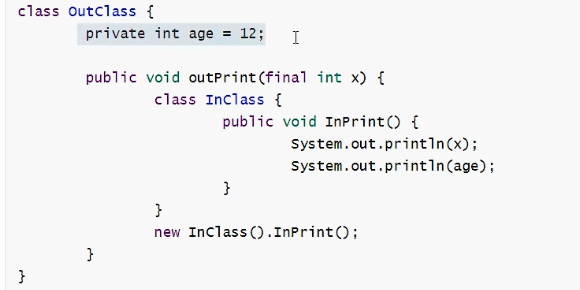 class OutClass {
private int age = 12;
public void outPrint(final int x) {
class InClass {
public void InPrint() {
System.out.println(x);
System.out.println(age);
}
}
new InClass().InPrint();
}
}